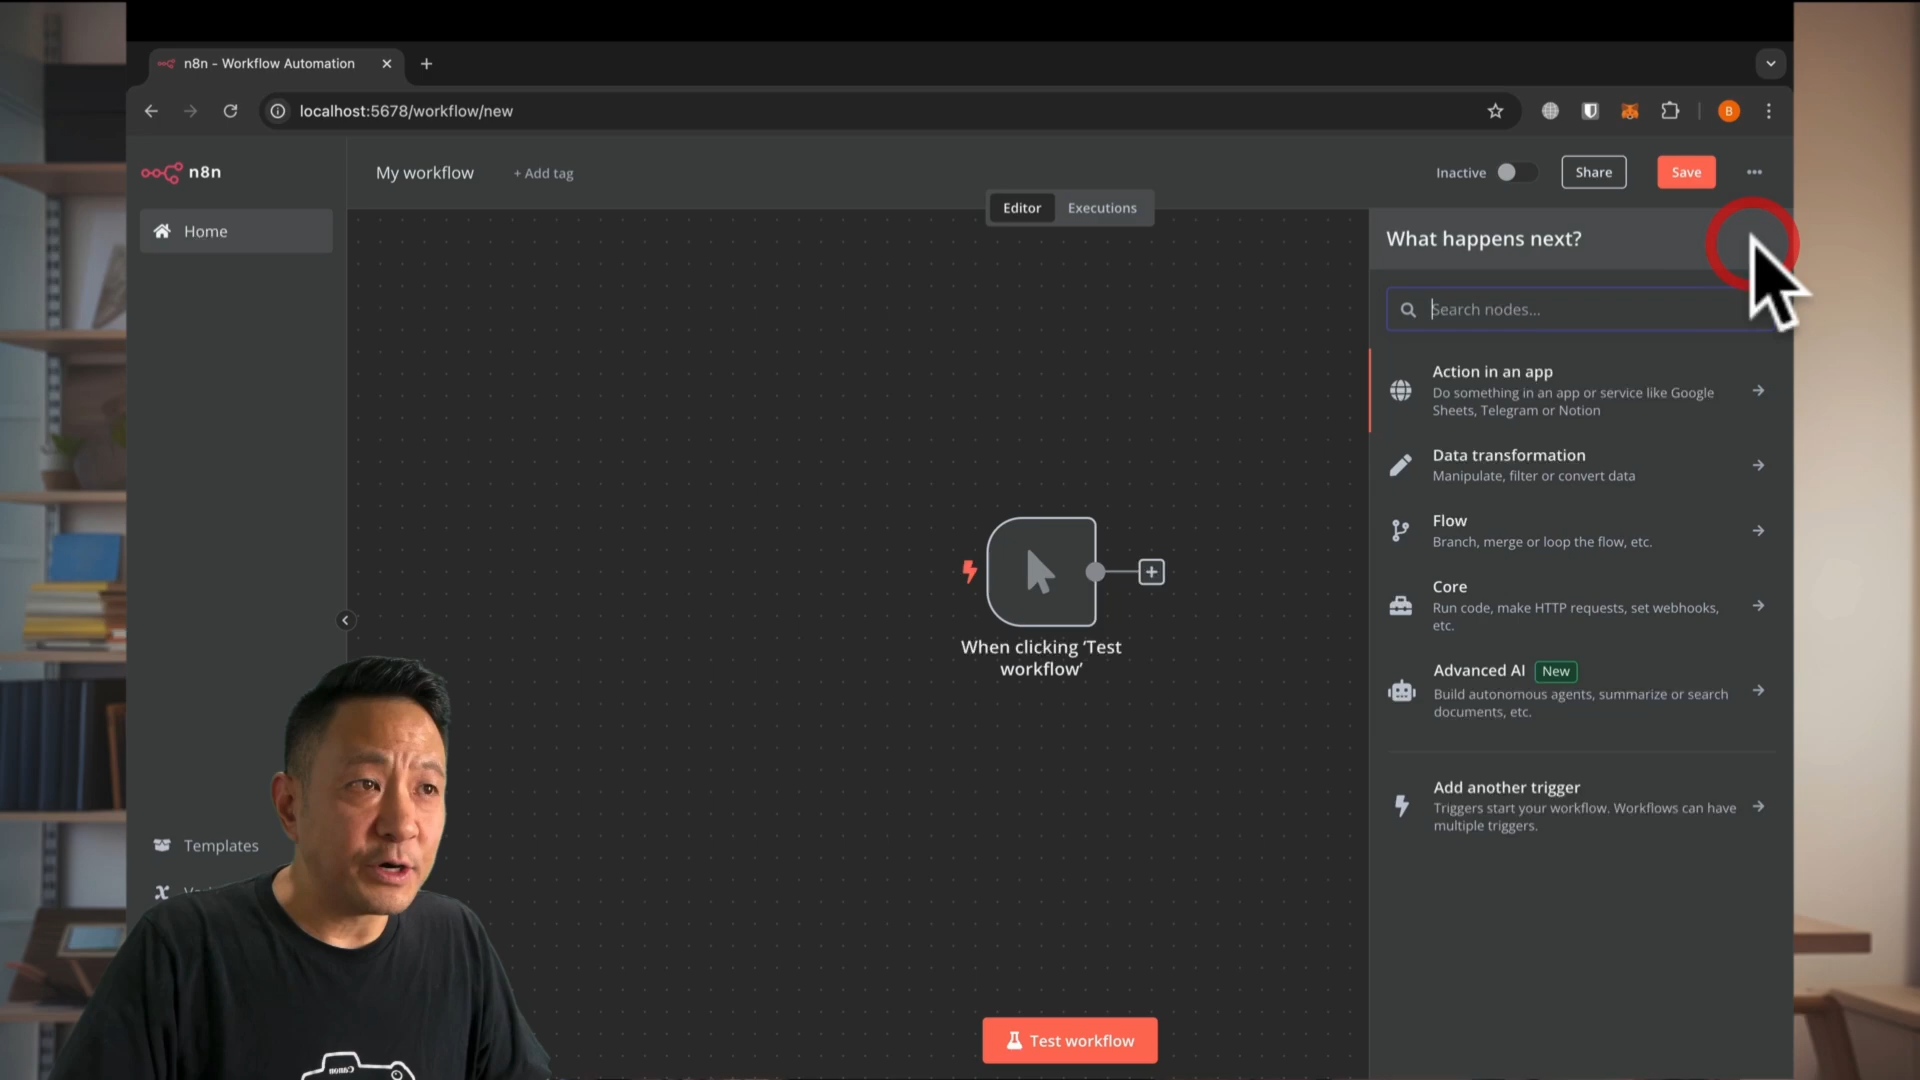 n8n - Workflow Automation
localhost:5678/workflow/new
B
n8n
My workflow
+ Add tag
Inactive
Share
Save
Editor
Executions
Home
What happens next?
Search nodes...
Action in an app
Do something in an app or service like Google
Sheets, Telegram or Notion
Data transformation
Manipulate, filter or convert data
Flow
Branch, merge or loop the flow, etc.
Core
Run code, make HTTP requests, set webhooks,
etc.
Advanced AI New
Build autonomous agents, summarize or search
documents, etc.
Add another trigger
Triggers start your workflow. Workflows can have
multiple triggers.
When clicking ‘Test
workflow’
Templates
Test workflow
Canon